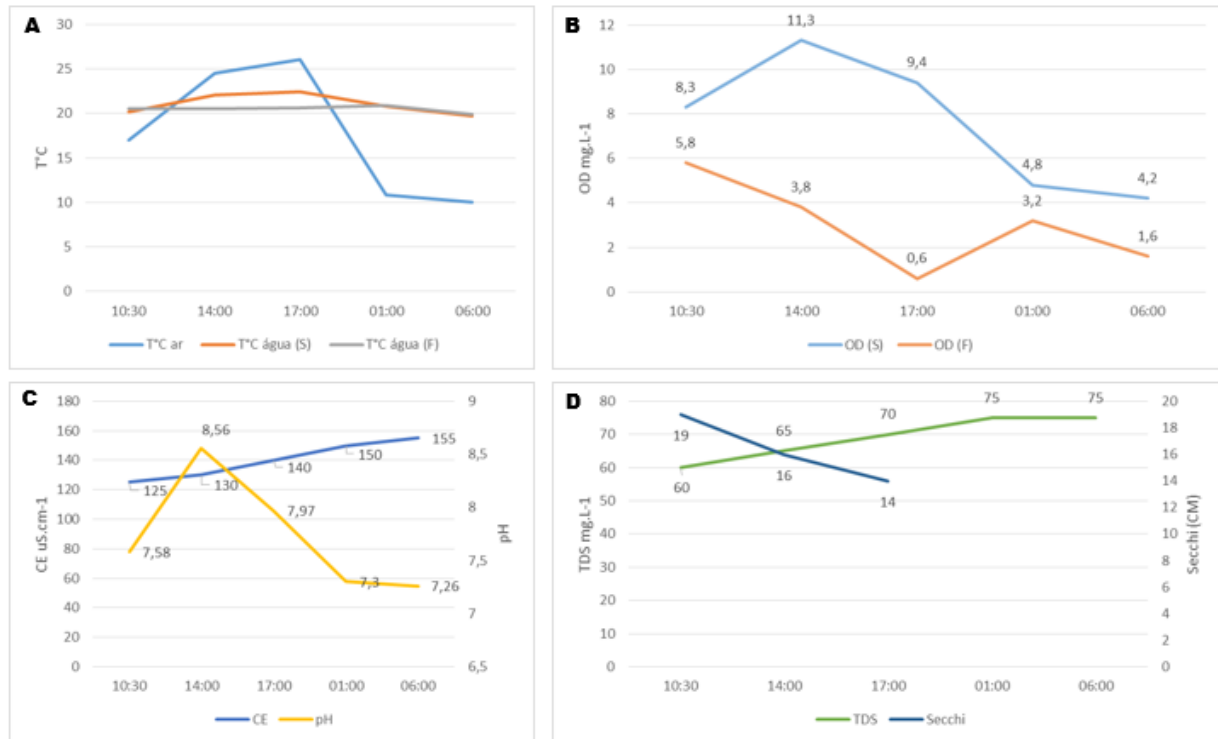 A
30
25
20
15
10
5
0
T°C
10:30 14:00 17:00 01:00 06:00
T°C ar T°C água (S) T°C água (F)
B
12
10
8
6
4
2
0
OD mg.L-1
8,3 11,3 9,4 4,8 4,2
5,8 3,8 0,6 3,2 1,6
10:30 14:00 17:00 01:00 06:00
OD (S) OD (F)
C
180
160
140
120
100
80
60
40
20
0
CE uS.cm-1
125 130 140 150 155
7,58 8,56 7,97 7,3 7,26
9
8,5
8
7,5
7
6,5
pH
10:30 14:00 17:00 01:00 06:00
CE pH
D
80
70
60
50
40
30
20
10
0
TDS mg.L-1
60 65 70 75 75
19 16 14
20
18
16
14
12
10
8
6
4
2
0
Secchi (CM)
10:30 14:00 17:00 01:00 06:00
TDS Secchi